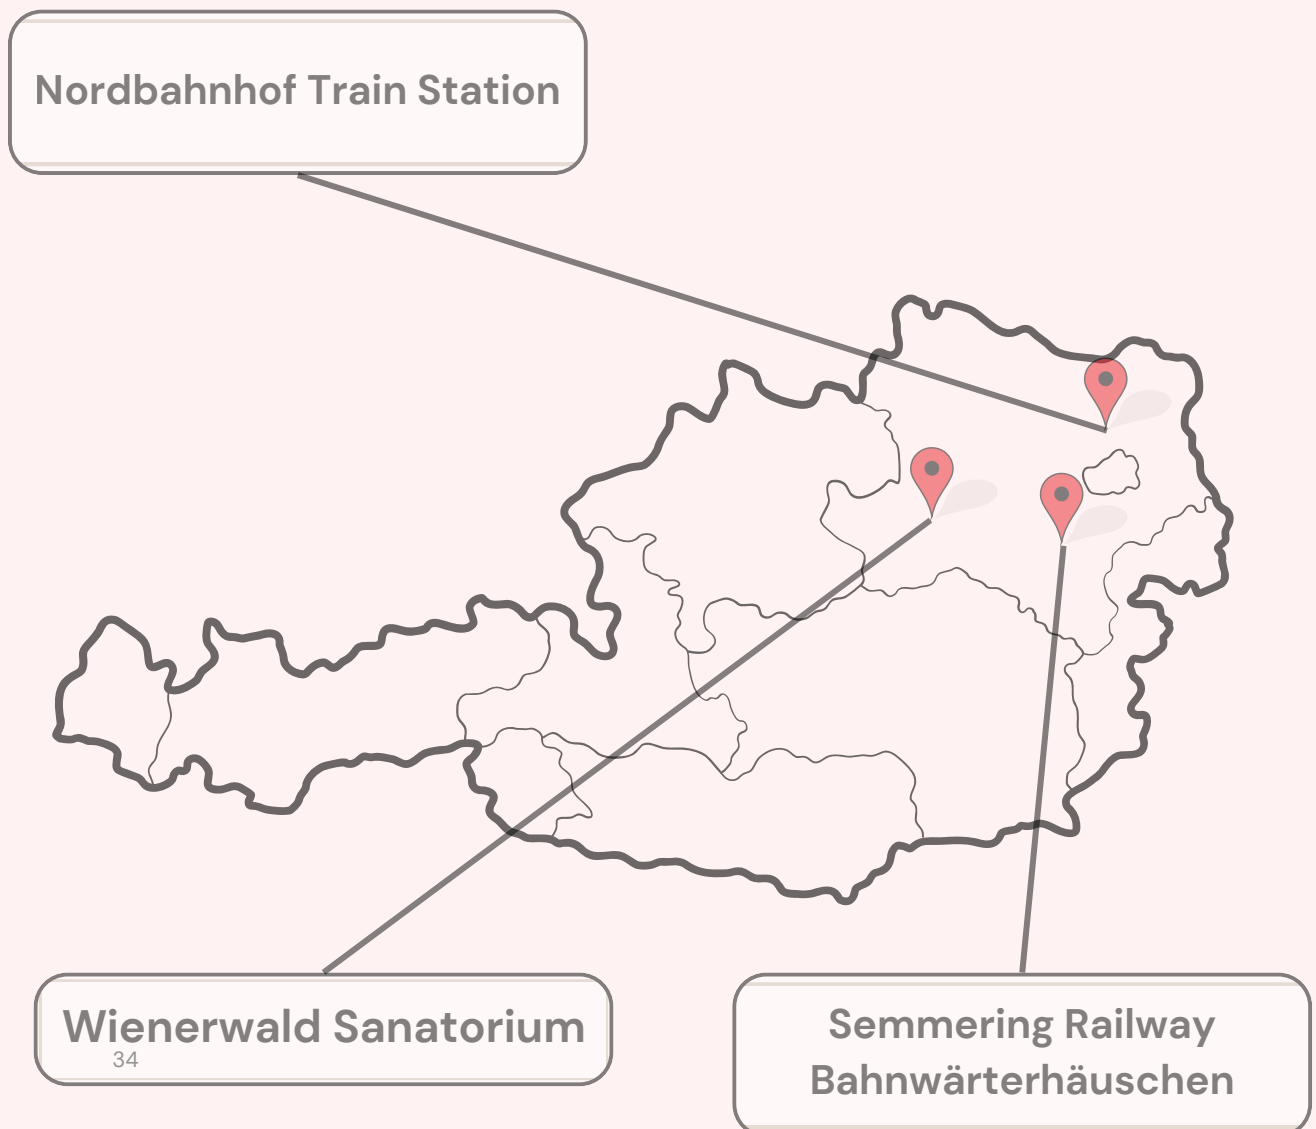 Nordbahnhof Train Station
Wienerwald Sanatorium
34
Semmering Railway
Bahnwärterhäuschen